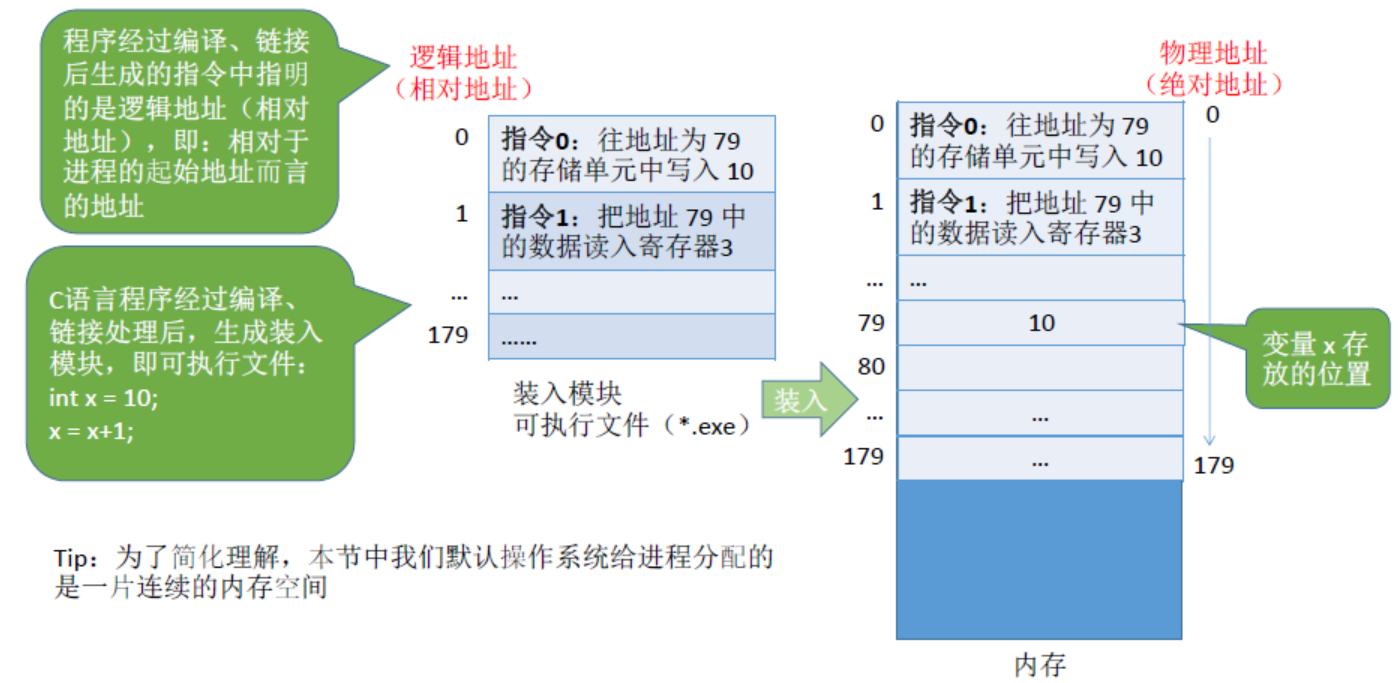 程序经过编译、链接
后生成的指令中指明
的是逻辑地址（相对
地址），即：相对于
进程的起始地址而言
的地址
C语言程序经过编译、
链接处理后，生成装入
模块，即可执行文件：
int x = 10;
x = x+1;
逻辑地址
（相对地址）
0
指令0：往地址为 79
的存储单元中写入 10
1
指令1：把地址 79 中
的数据读入寄存器3
... ...
179 ......
装入模块
可执行文件（*.exe）
装入
物理地址
（绝对地址）
0
0
指令0：往地址为 79
的存储单元中写入 10
1
指令1：把地址 79 中
的数据读入寄存器3
... ...
79 10
80
... ...
179 ... 179
变量 x 存
放的位置
内存
Tip：为了简化理解，本节中我们默认操作系统给进程分配的
是一片连续的内存空间